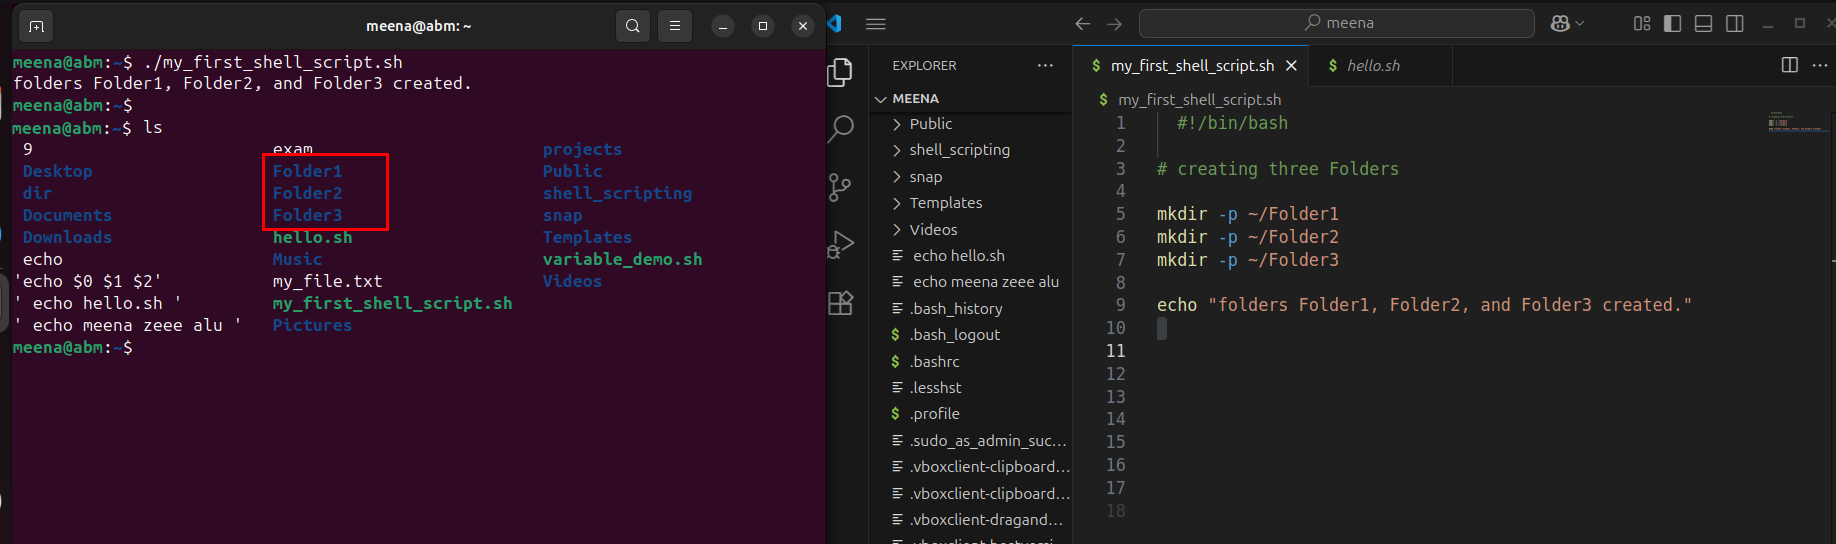 meena@abm: ~
meena@abm:~$ ./my_first_shell_script.sh
folders Folder1, Folder2, and Folder3 created.
meena@abm:~$
meena@abm:~$ ls
9 exam projects
Desktop Folder1 Public
dir Folder2 shell_scripting
Documents Folder3 snap
Downloads hello.sh Templates
echo Music variable_demo.sh
'echo $0 $1 $2' my_file.txt Videos
' echo hello.sh ' my_first_shell_script.sh
' echo meena zeee alu ' Pictures
meena@abm:~$
meena
EXPLORER
MEENA
Public
shell_scripting
snap
Templates
Videos
echo hello.sh
echo meena zeee alu
.bash_history
.bash_logout
.bashrc
.lesshst
.profile
.sudo_as_admin_suc...
.vboxclient-clipboard...
.vboxclient-clipboard...
.vboxclient-dragand...
$ my_first_shell_script.sh
$ hello.sh
$ my_first_shell_script.sh
1 #!/bin/bash
2
3 # creating three Folders
4
5 mkdir -p ~/Folder1
6 mkdir -p ~/Folder2
7 mkdir -p ~/Folder3
8
9 echo "folders Folder1, Folder2, and Folder3 created."
10
11
12
13
14
15
16
17
18